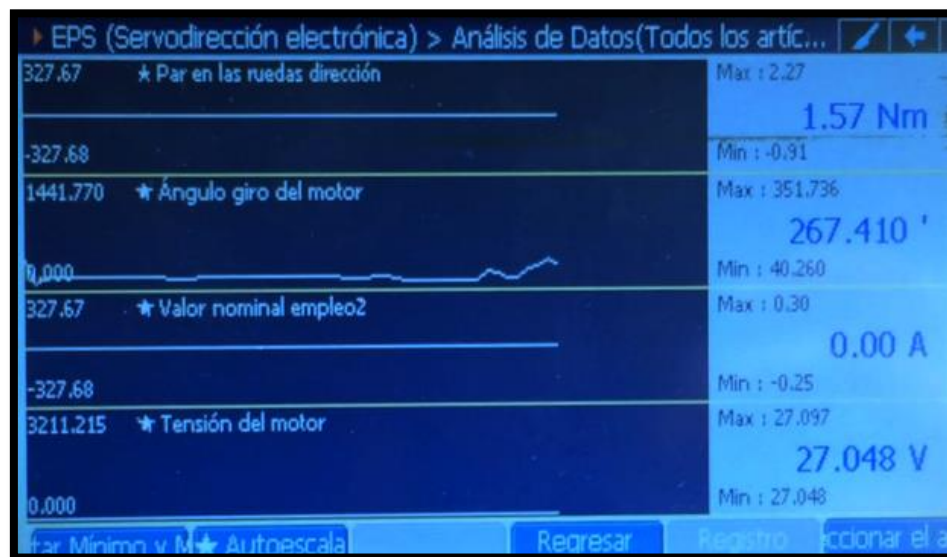 EPS (Servodirección electrónica) > Análisis de Datos(Todos los artíc...
327.67 ★ Par en las ruedas dirección Max : 2.27
1.57 Nm
-327.68 Min : -0.91
1441.770 ★ Ángulo giro del motor Max : 351.736
267.410 '
0.000 Min : 40.260
327.67 ★ Valor nominal empleo2 Max : 0.30
0.00 A
-327.68 Min : -0.25
3211.215 ★ Tensión del motor Max : 27.097
27.048 V
0.000 Min : 27.048
tar Mínimo y M ★ Autoescala Regresar Registro ccionar el a